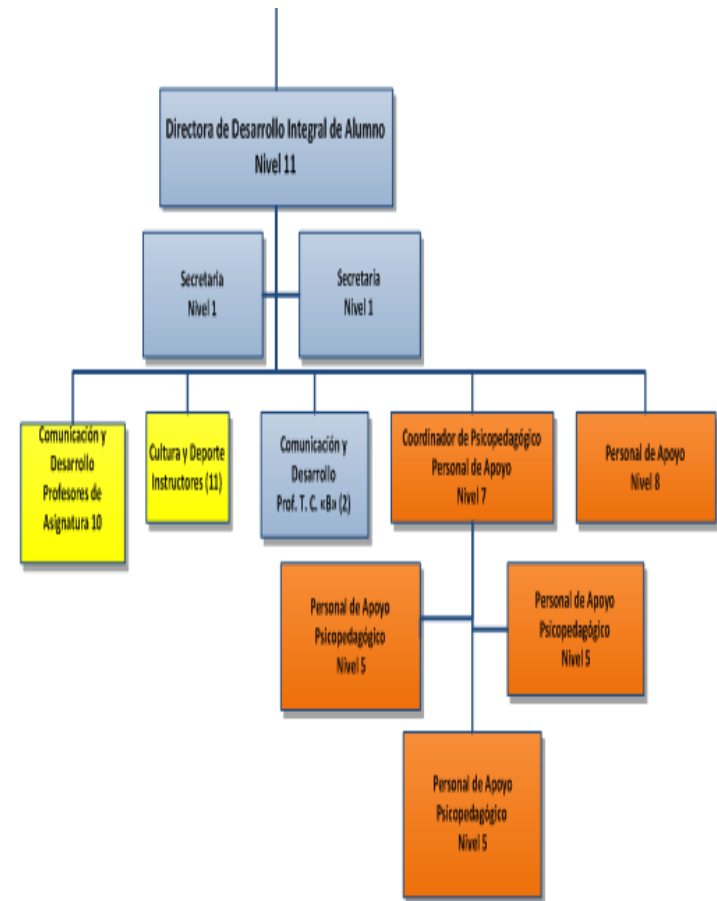 Directora de Desarrollo Integral de Alumno
Nivel 11
Secretaria
Nivel 1
Secretaria
Nivel 1
Comunicación y
Desarrollo
Profesores de
Asignatura 10
Cultura y Deporte
Instructores (11)
Comunicación y
Desarrollo
Prof. T. C. «B» (2)
Coordinador de Psicopedagógico
Personal de Apoyo
Nivel 7
Personal de Apoyo
Nivel 8
Personal de Apoyo
Psicopedagógico
Nivel 5
Personal de Apoyo
Psicopedagógico
Nivel 5
Personal de Apoyo
Psicopedagógico
Nivel 5